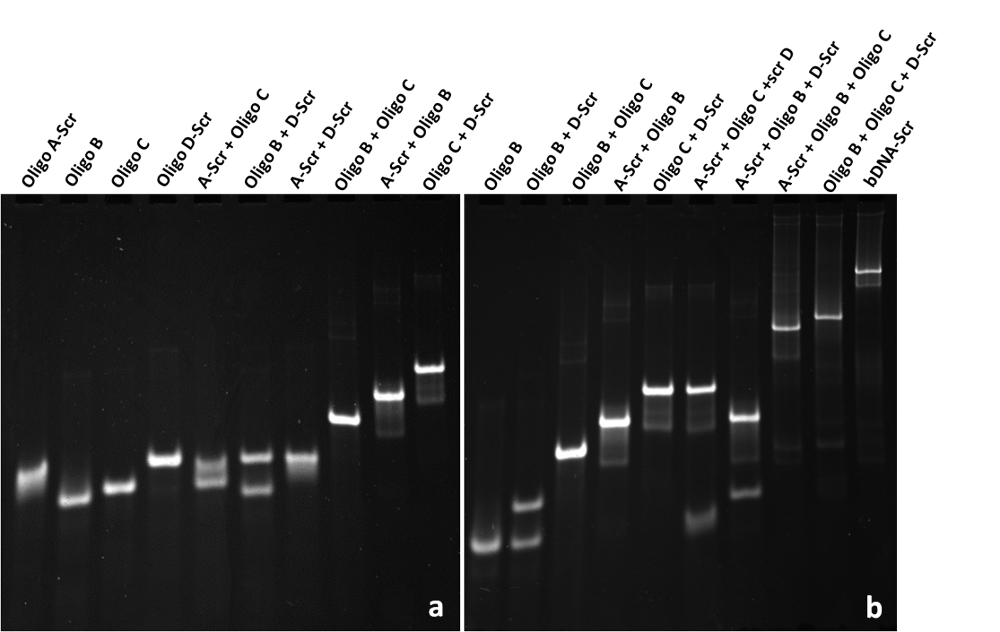 Oligo A-Scr
Oligo B
Oligo C
Oligo D-Scr
A-Scr + Oligo C
Oligo B + D-Scr
A-Scr + D-Scr
Oligo B + Oligo C
A-Scr + Oligo B
Oligo C + D-Scr
Oligo B
Oligo B + D-Scr
Oligo B + Oligo C
A-Scr + Oligo B
Oligo C + D-Scr
A-Scr + Oligo C +scr D
A-Scr + Oligo B + D-Scr
A-Scr + Oligo B + Oligo C
Oligo B + Oligo C + D-Scr
bDNA-Scr
a
b